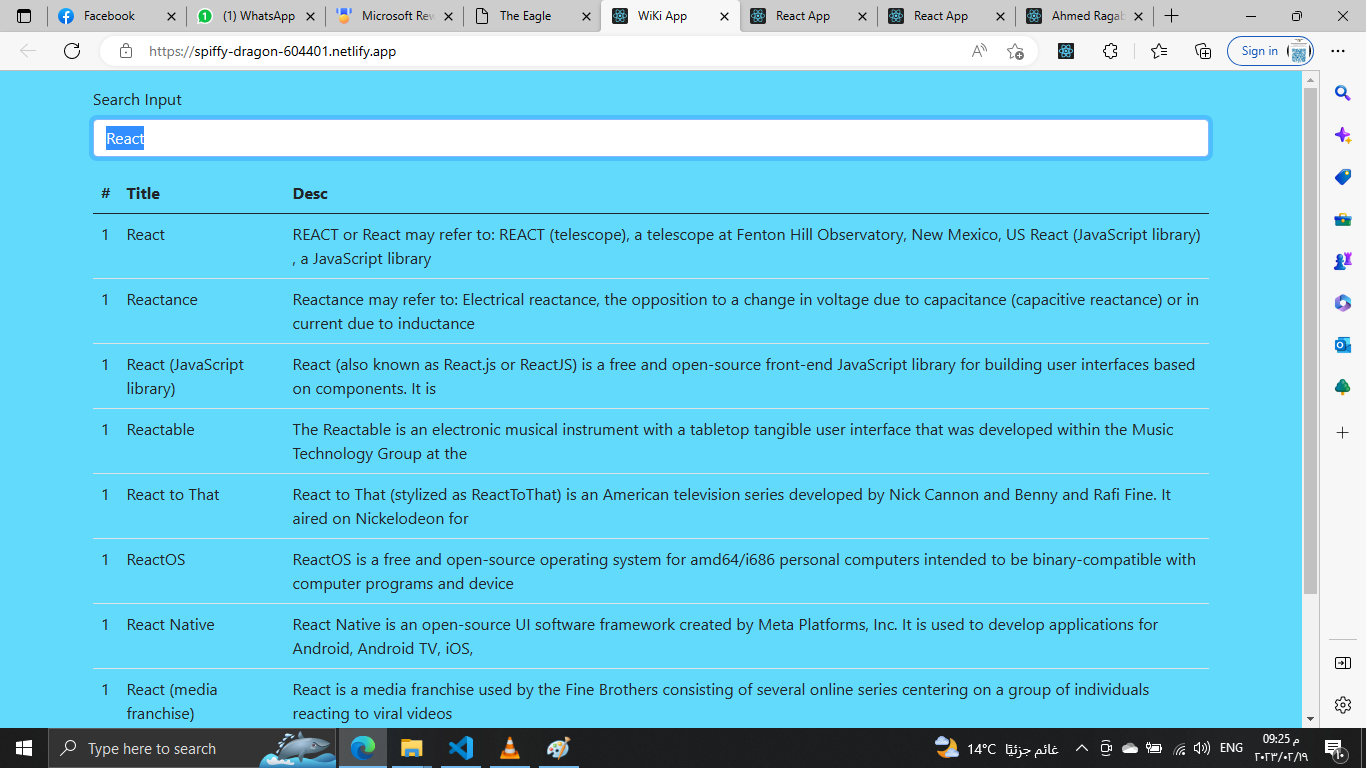 Facebook
(1) WhatsApp
Microsoft Rew
The Eagle
WiKi App
React App
React App
Ahmed Ragab
https://spiffy-dragon-604401.netlify.app
Sign in
Search Input
React
# Title Desc
1 React REACT or React may refer to: REACT (telescope), a telescope at Fenton Hill Observatory, New Mexico, US React (JavaScript library)
, a JavaScript library
1 Reactance Reactance may refer to: Electrical reactance, the opposition to a change in voltage due to capacitance (capacitive reactance) or in
current due to inductance
1 React (JavaScript React (also known as React.js or ReactJS) is a free and open-source front-end JavaScript library for building user interfaces based
library) on components. It is
1 Reactable The Reactable is an electronic musical instrument with a tabletop tangible user interface that was developed within the Music
Technology Group at the
1 React to That React to That (stylized as ReactToThat) is an American television series developed by Nick Cannon and Benny and Rafi Fine. It
aired on Nickelodeon for
1 ReactOS ReactOS is a free and open-source operating system for amd64/i686 personal computers intended to be binary-compatible with
computer programs and device
1 React Native React Native is an open-source UI software framework created by Meta Platforms, Inc. It is used to develop applications for
Android, Android TV, iOS,
1 React (media React is a media franchise used by the Fine Brothers consisting of several online series centering on a group of individuals
franchise) reacting to viral videos
Type here to search
14°C غائم جزئيًا
ENG
09:25 م
٢٠٢٣/٠٢/١٩